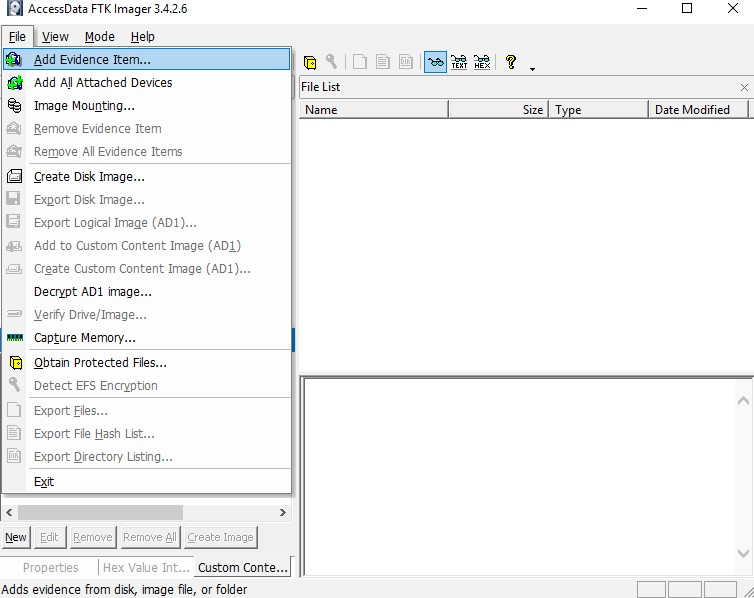 AccessData FTK Imager 3.4.2.6
File View Mode Help
Add Evidence Item...
Add All Attached Devices
Image Mounting...
Remove Evidence Item
Remove All Evidence Items
Create Disk Image...
Export Disk Image...
Export Logical Image (AD1)...
Add to Custom Content Image (AD1)
Create Custom Content Image (AD1)...
Decrypt AD1 image...
Verify Drive/Image...
Capture Memory...
Obtain Protected Files...
Detect EFS Encryption
Export Files...
Export File Hash List...
Export Directory Listing...
Exit
TEXT HEX ?
File List
Name Size Type Date Modified
New Edit Remove Remove All Create Image
Properties Hex Value Int... Custom Conte...
Adds evidence from disk, image file, or folder